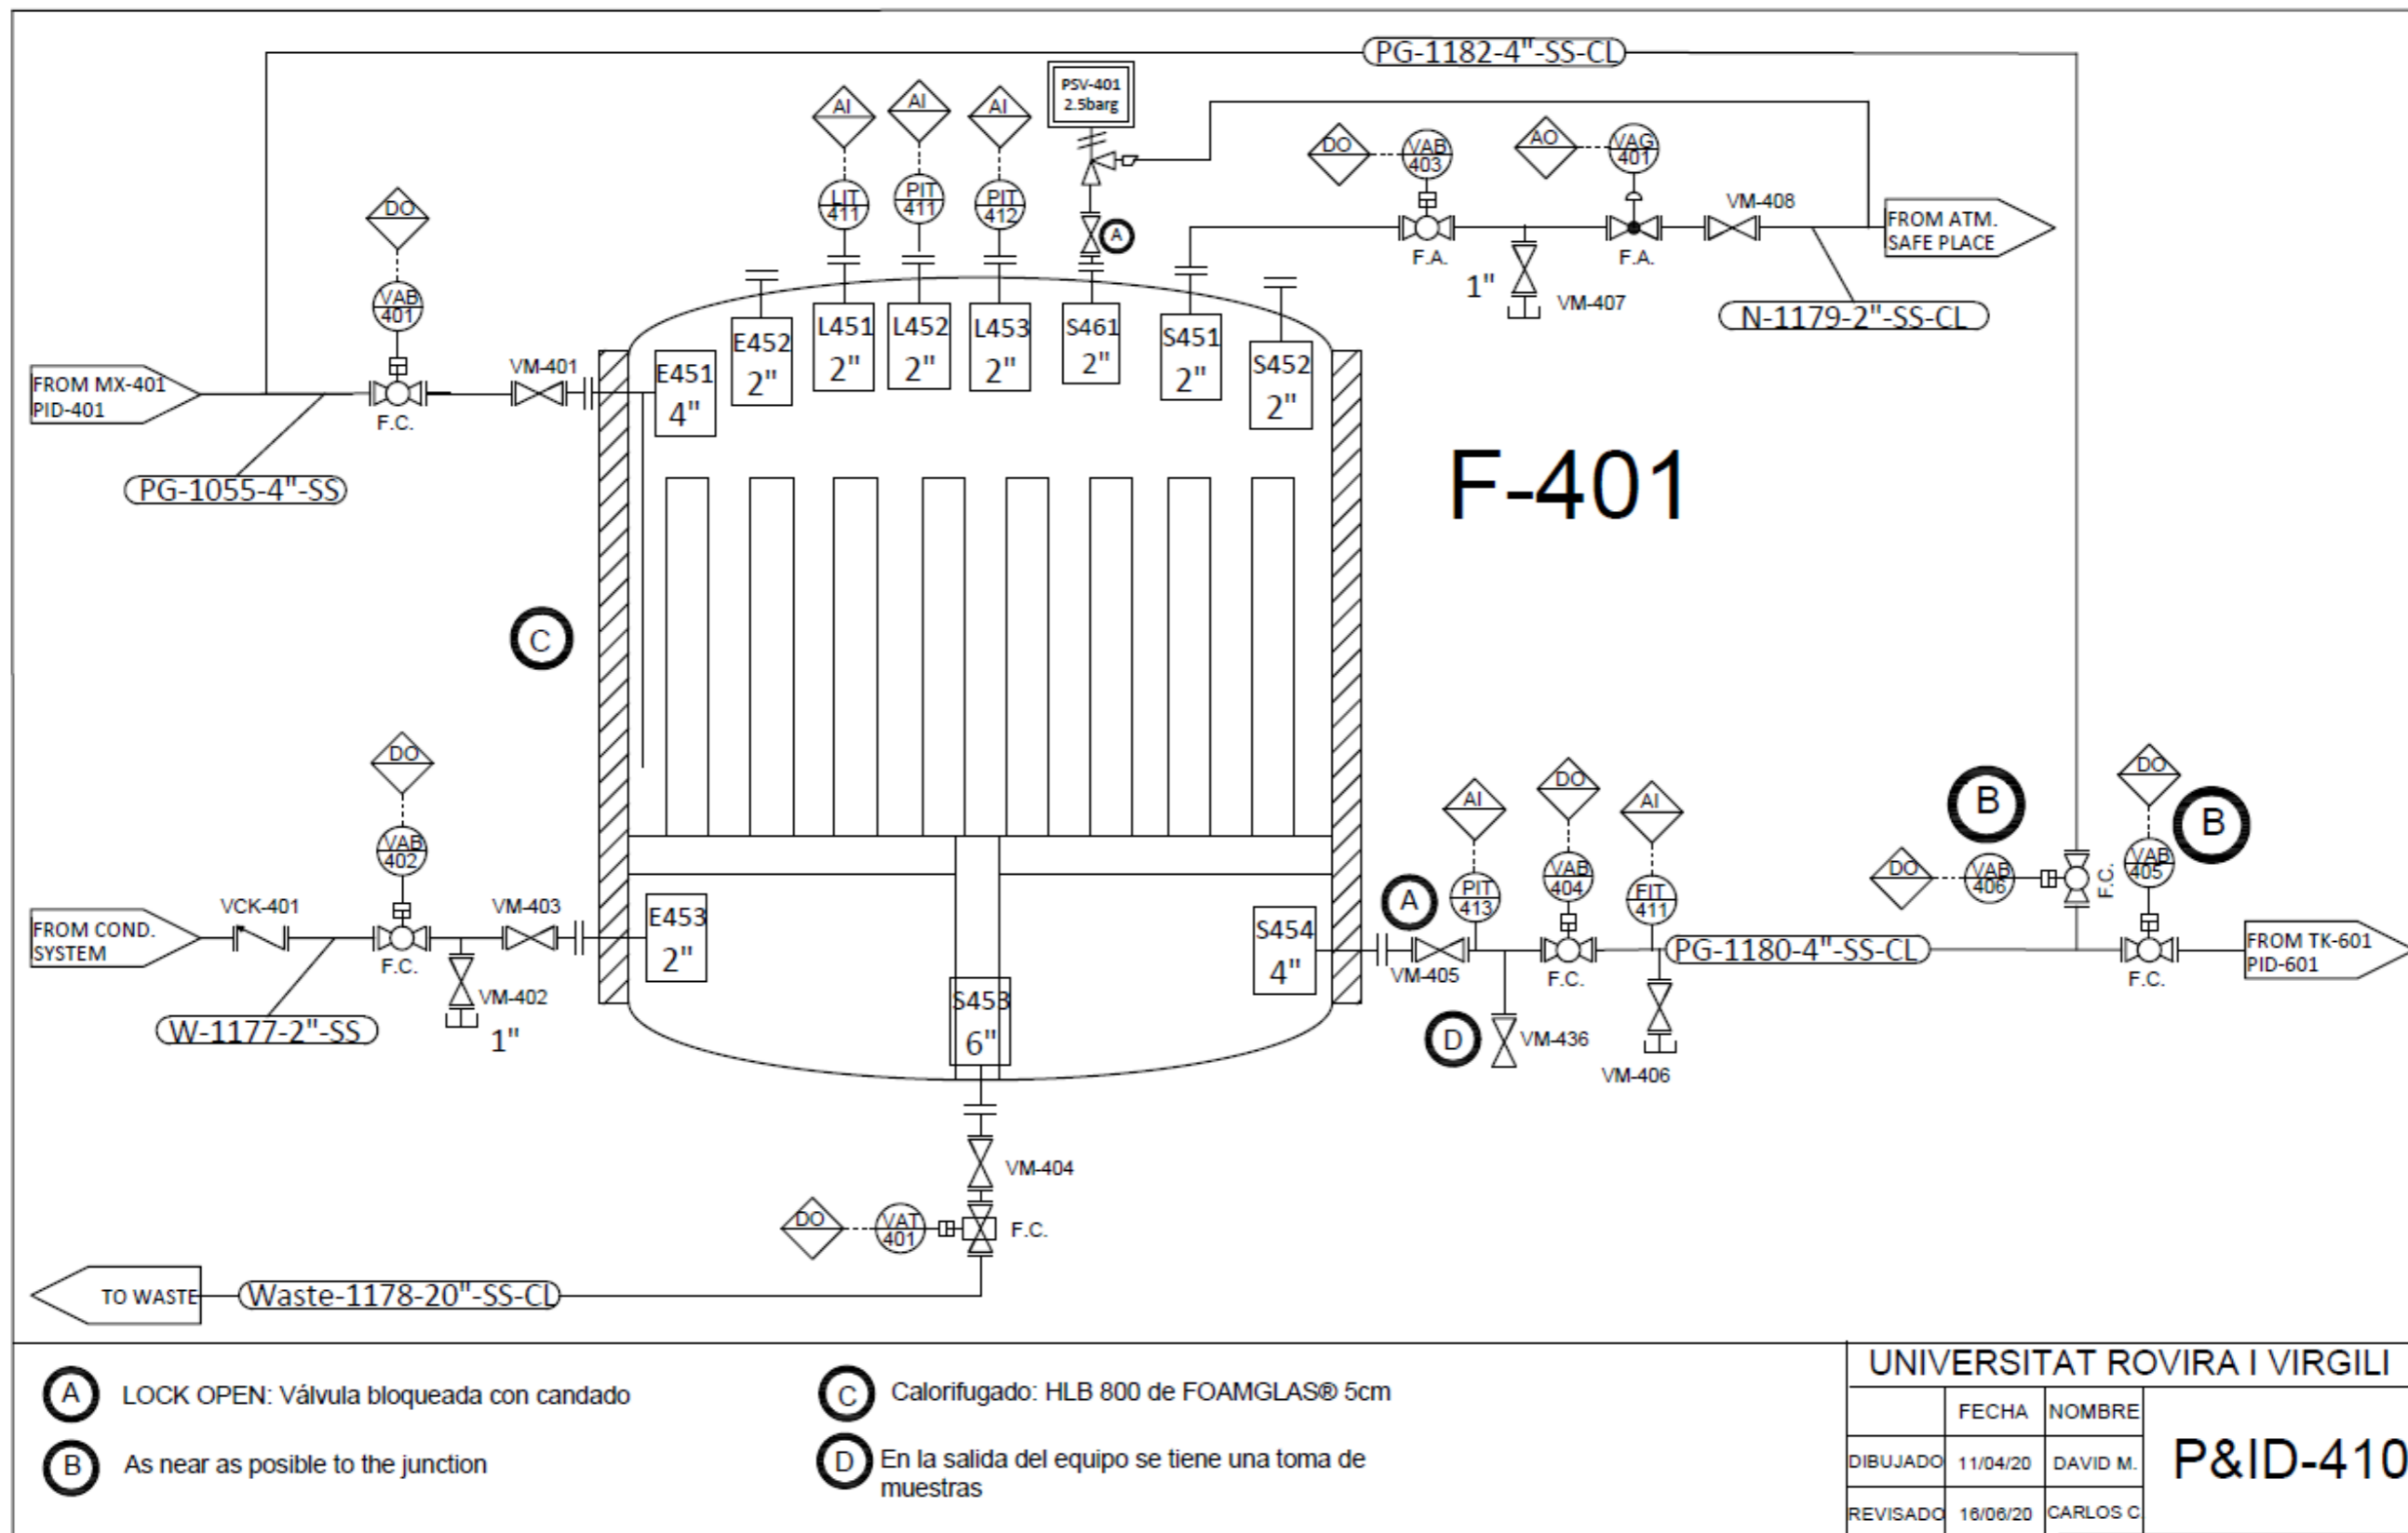 PG-1182-4"-SS-CL
PSV-401
2.5barg
AI
AI
AI
DO
VAB
403
AO
VAG
401
DO
LIT
411
PIT
411
PIT
412
A
VM-408
FROM ATM.
SAFE PLACE
F.A.
F.A.
1"
VM-407
N-1179-2"-SS-CL
VAB
401
VM-401
FROM MX-401
PID-401
F.C.
PG-1055-4"-SS
E451
4"
E452
2"
L451
2"
L452
2"
L453
2"
S461
2"
S451
2"
S452
2"
F-401
C
DO
VAB
402
VCK-401
VM-403
FROM COND.
SYSTEM
F.C.
VM-402
1"
W-1177-2"-SS
E453
2"
S453
6"
S454
4"
A
VM-405
AI
PIT
413
DO
VAB
404
F.C.
AI
FIT
411
D
VM-436
VM-406
PG-1180-4"-SS-CL
B
DO
VAB
406
F.C.
DO
VAB
405
B
F.C.
FROM TK-601
PID-601
VM-404
DO
VAT
401
F.C.
TO WASTE
Waste-1178-20"-SS-CL
A LOCK OPEN: Válvula bloqueada con candado
B As near as posible to the junction
C Calorifugado: HLB 800 de FOAMGLAS® 5cm
D En la salida del equipo se tiene una toma de
muestras
UNIVERSITAT ROVIRA I VIRGILI
FECHA NOMBRE
DIBUJADO 11/04/20 DAVID M.
REVISADO 16/06/20 CARLOS C
P&ID-410